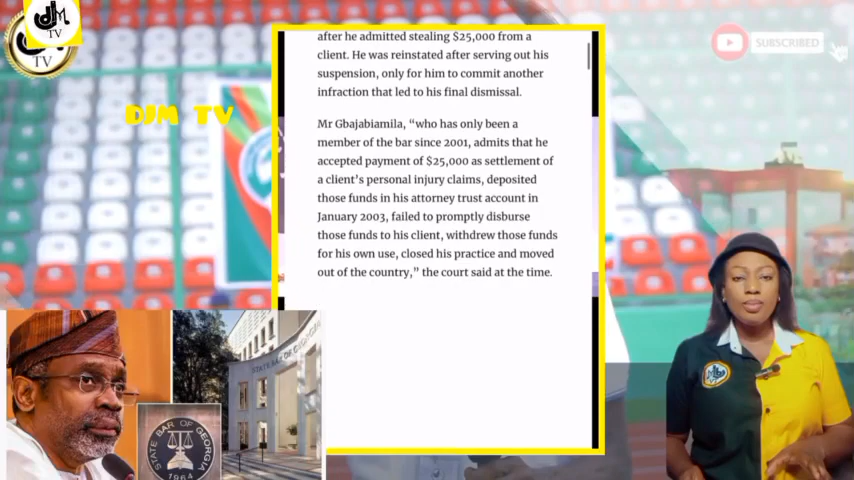 DJM
TV
TV
SUBSCRIBED
DJM TV
after he admitted stealing $25,000 from a
client. He was reinstated after serving out his
suspension, only for him to commit another
infraction that led to his final dismissal.
Mr Gbajabiamila, “who has only been a
member of the bar since 2001, admits that he
accepted payment of $25,000 as settlement of
a client’s personal injury claims, deposited
those funds in his attorney trust account in
January 2003, failed to promptly disburse
those funds to his client, withdrew those funds
for his own use, closed his practice and moved
out of the country,” the court said at the time.
STATE BAR OF GEORGIA
STATE BAR OF GEORGIA
1964